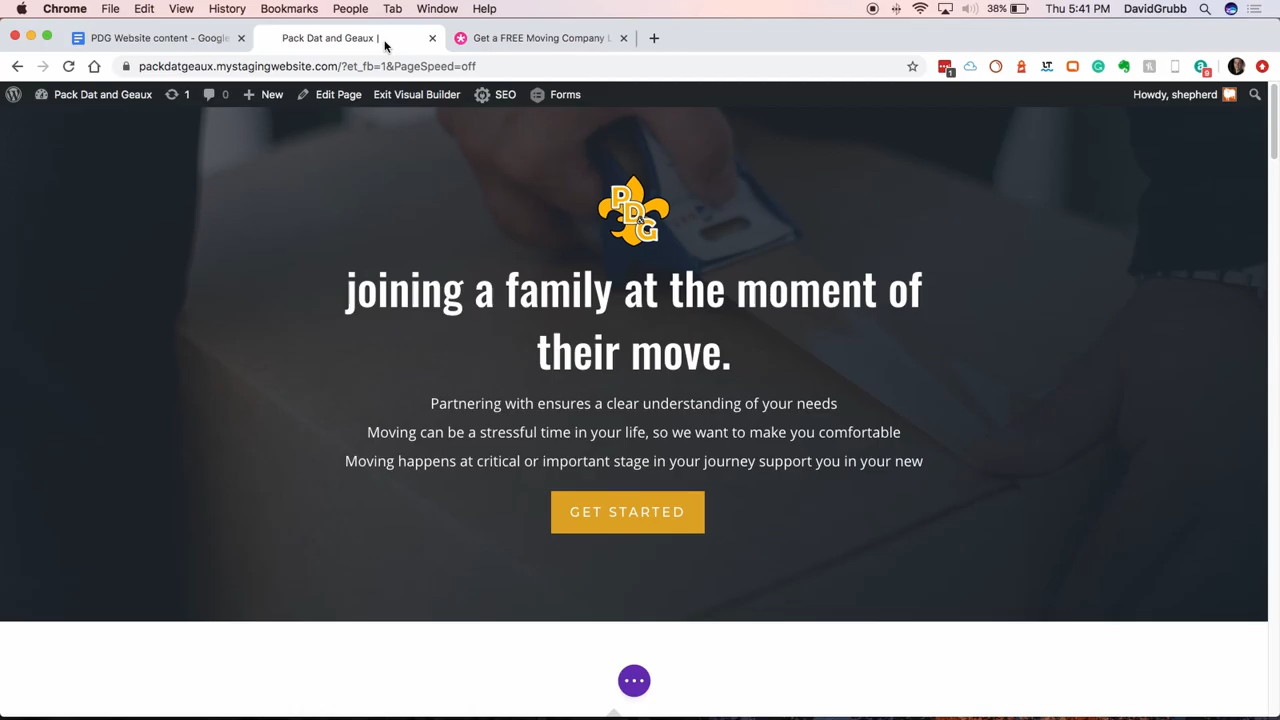 Chrome File Edit View History Bookmarks People Tab Window Help 38% Thu 5:41 PM DavidGrubb
PDG Website content - Google
Pack Dat and Geaux |
Get a FREE Moving Company L
packdatgeaux.mystagingwebsite.com/?et_fb=1&PageSpeed=off
Pack Dat and Geaux 1 0 New Edit Page Exit Visual Builder SEO Forms Howdy, shepherd
PD&G
joining a family at the moment of
their move.
Partnering with ensures a clear understanding of your needs
Moving can be a stressful time in your life, so we want to make you comfortable
Moving happens at critical or important stage in your journey support you in your new
GET STARTED